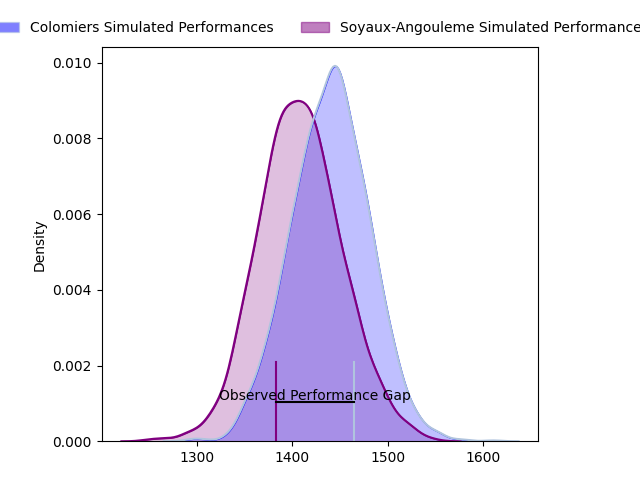 Colomiers Simulated Performances
Soyaux-Angouleme Simulated Performance
Density
0.010
0.008
0.006
0.004
0.002
0.000
Observed Performance Gap
1300 1400 1500 1600